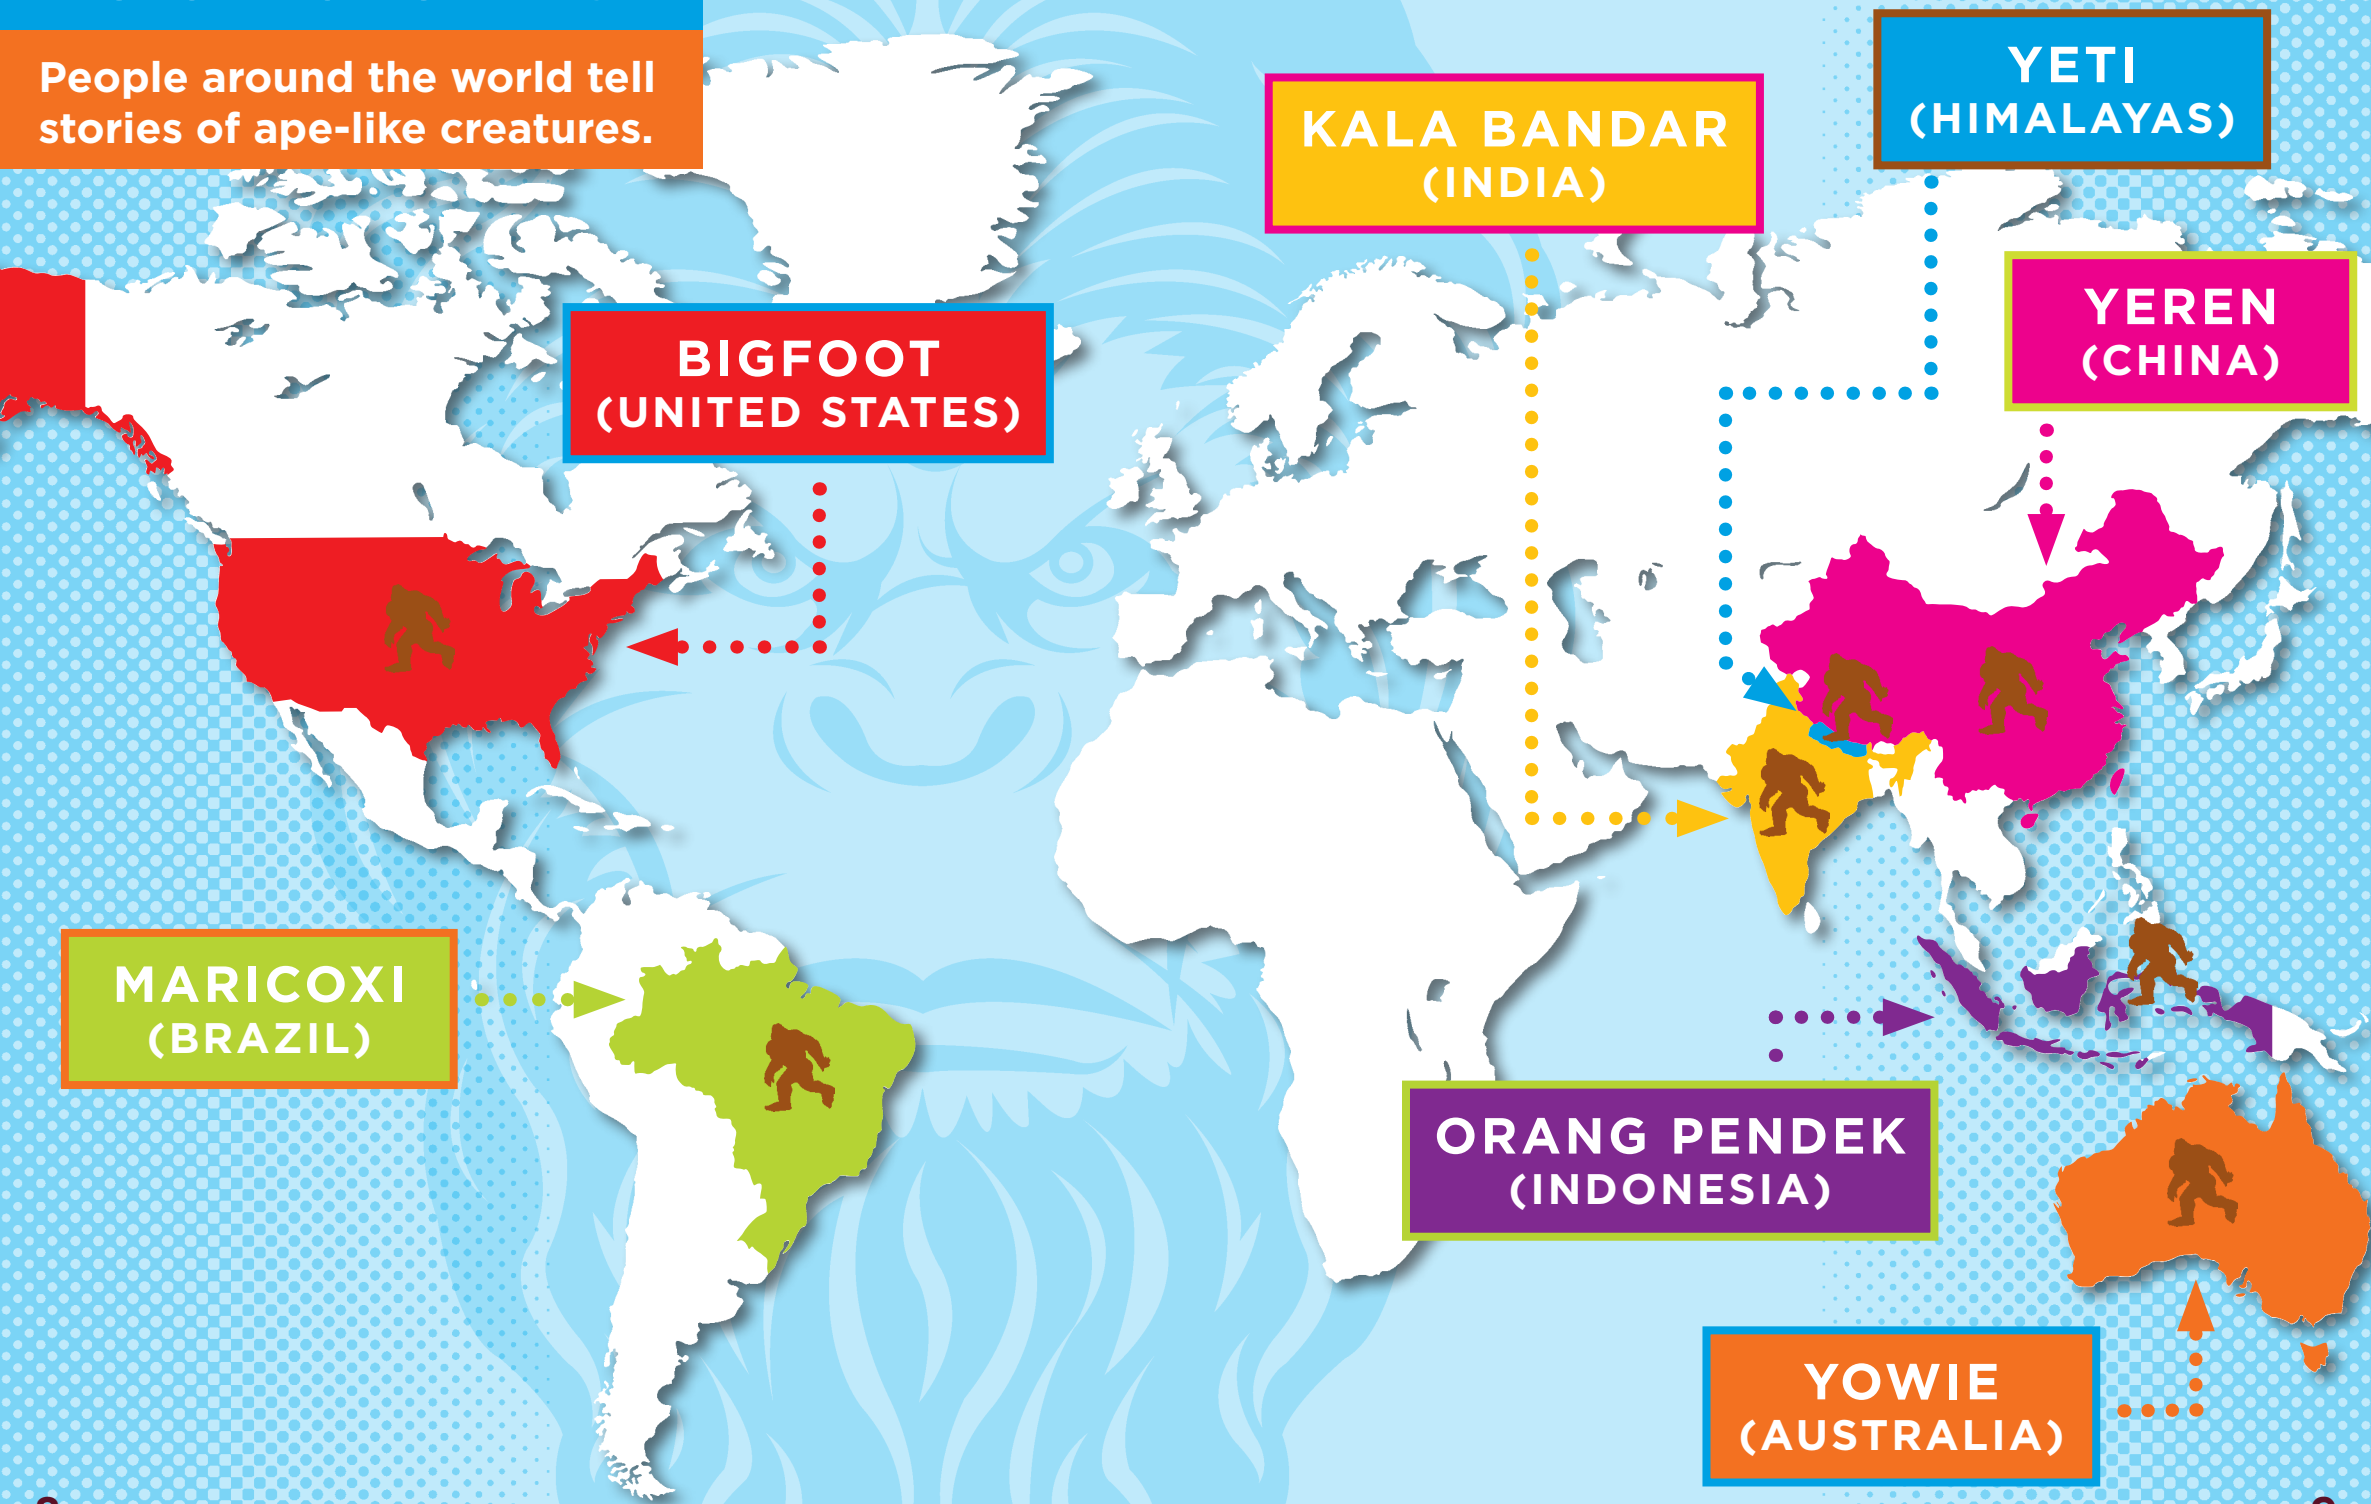 People around the world tell
stories of ape-like creatures.
KALA BANDAR
(INDIA)
YETI
(HIMALAYAS)
YEREN
(CHINA)
BIGFOOT
(UNITED STATES)
MARICOXI
(BRAZIL)
ORANG PENDEK
(INDONESIA)
YOWIE
(AUSTRALIA)